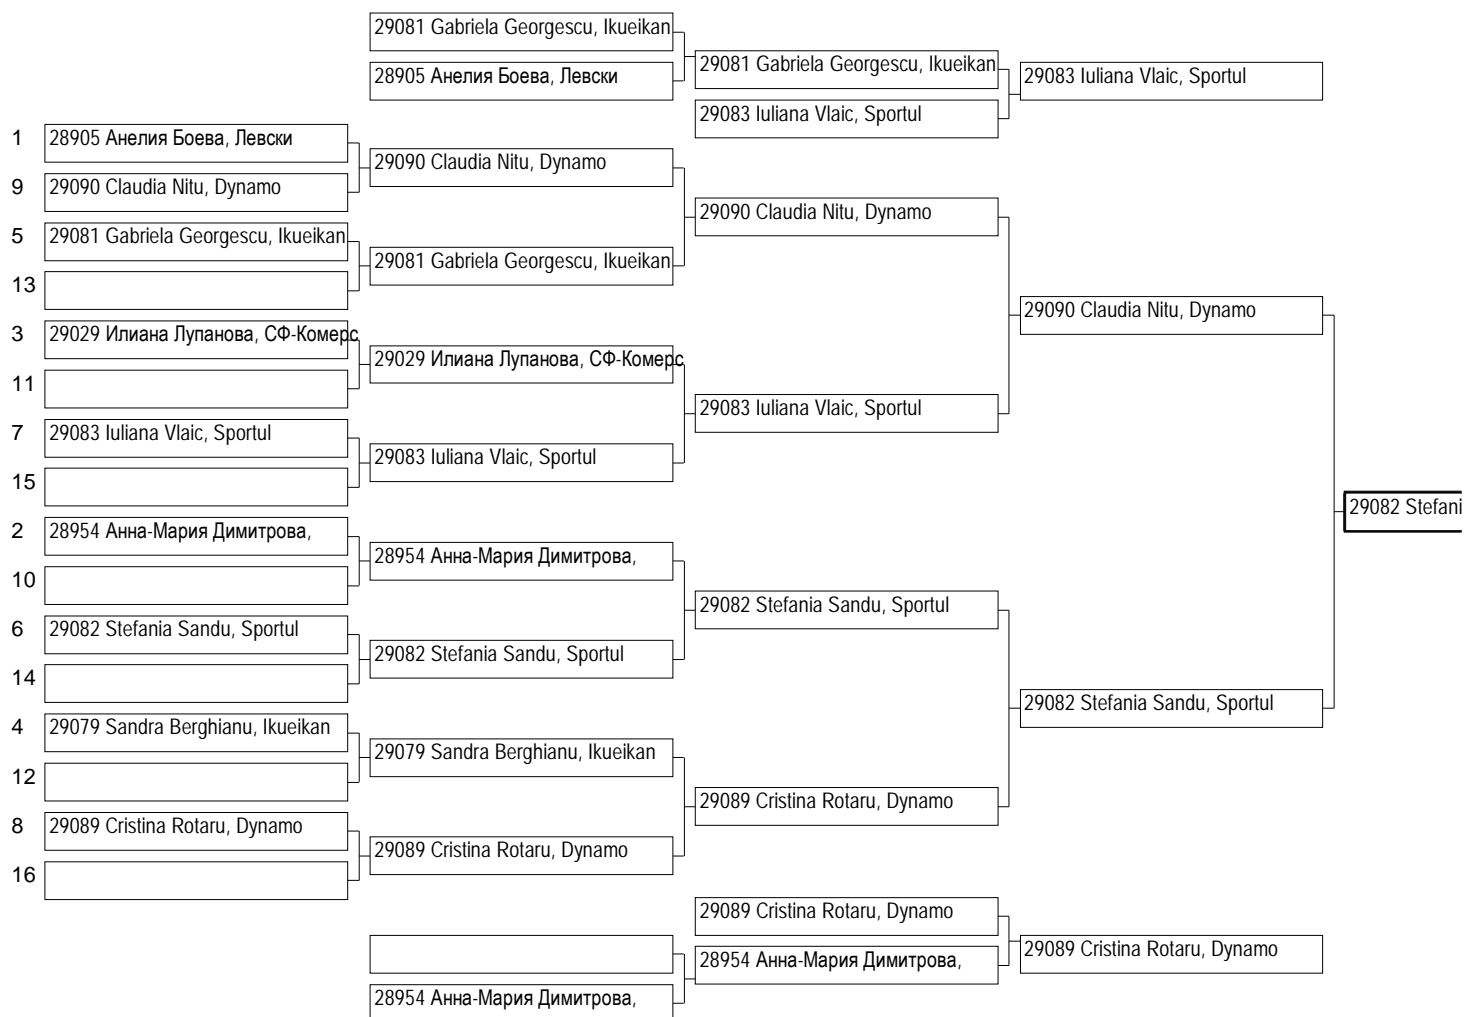 29081 Gabriela Georgescu, Ikueikan
28905 Анелия Боева, Левски
29081 Gabriela Georgescu, Ikueikan
29083 Iuliana Vlaic, Sportul
29083 Iuliana Vlaic, Sportul
1 28905 Анелия Боева, Левски
9 29090 Claudia Nitu, Dynamo
5 29081 Gabriela Georgescu, Ikueikan
13
3 29029 Илиана Лупанова, СФ-Комерс
11
7 29083 Iuliana Vlaic, Sportul
15
2 28954 Анна-Мария Димитрова,
10
6 29082 Stefania Sandu, Sportul
14
4 29079 Sandra Berghianu, Ikueikan
12
8 29089 Cristina Rotaru, Dynamo
16
29090 Claudia Nitu, Dynamo
29081 Gabriela Georgescu, Ikueikan
29029 Илиана Лупанова, СФ-Комерс
29083 Iuliana Vlaic, Sportul
28954 Анна-Мария Димитрова,
29082 Stefania Sandu, Sportul
29079 Sandra Berghianu, Ikueikan
29089 Cristina Rotaru, Dynamo
29090 Claudia Nitu, Dynamo
29083 Iuliana Vlaic, Sportul
29082 Stefania Sandu, Sportul
29089 Cristina Rotaru, Dynamo
29090 Claudia Nitu, Dynamo
29082 Stefania Sandu, Sportul
29082 Stefani
28954 Анна-Мария Димитрова,
29089 Cristina Rotaru, Dynamo
28954 Анна-Мария Димитрова,
29089 Cristina Rotaru, Dynamo